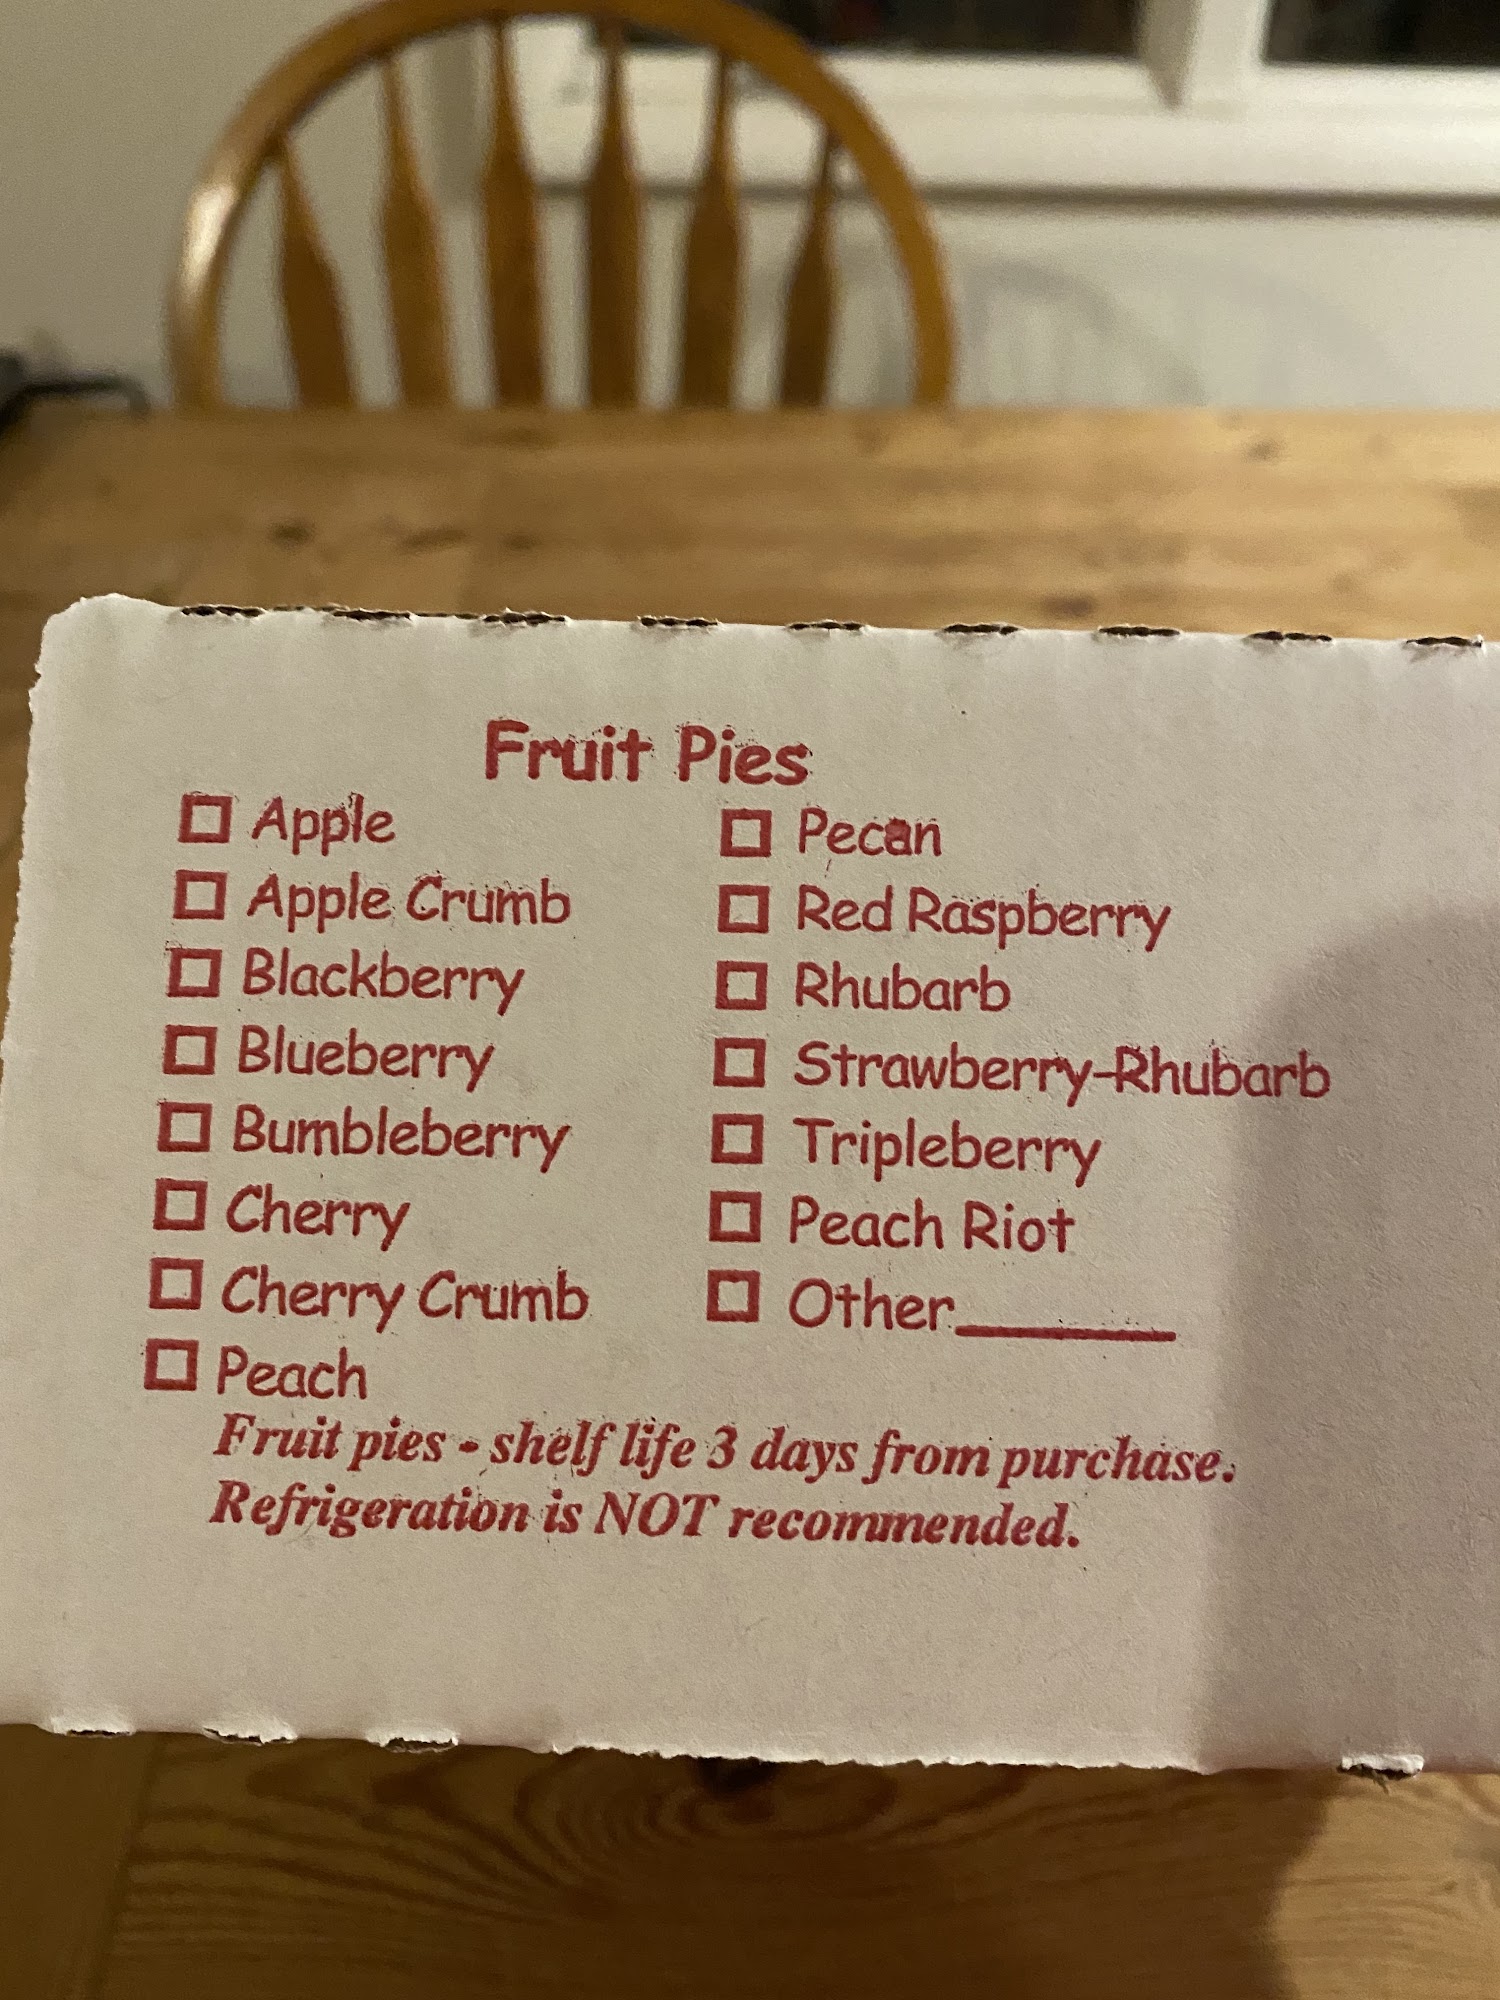 Fruit Pies
Apple
Apple Crumb
Blackberry
Blueberry
Bumbleberry
Cherry
Cherry Crumb
Peach
Pecan
Red Raspberry
Rhubarb
Strawberry-Rhubarb
Tripleberry
Peach Riot
Other_______
Fruit pies - shelf life 3 days from purchase.
Refrigeration is NOT recommended.